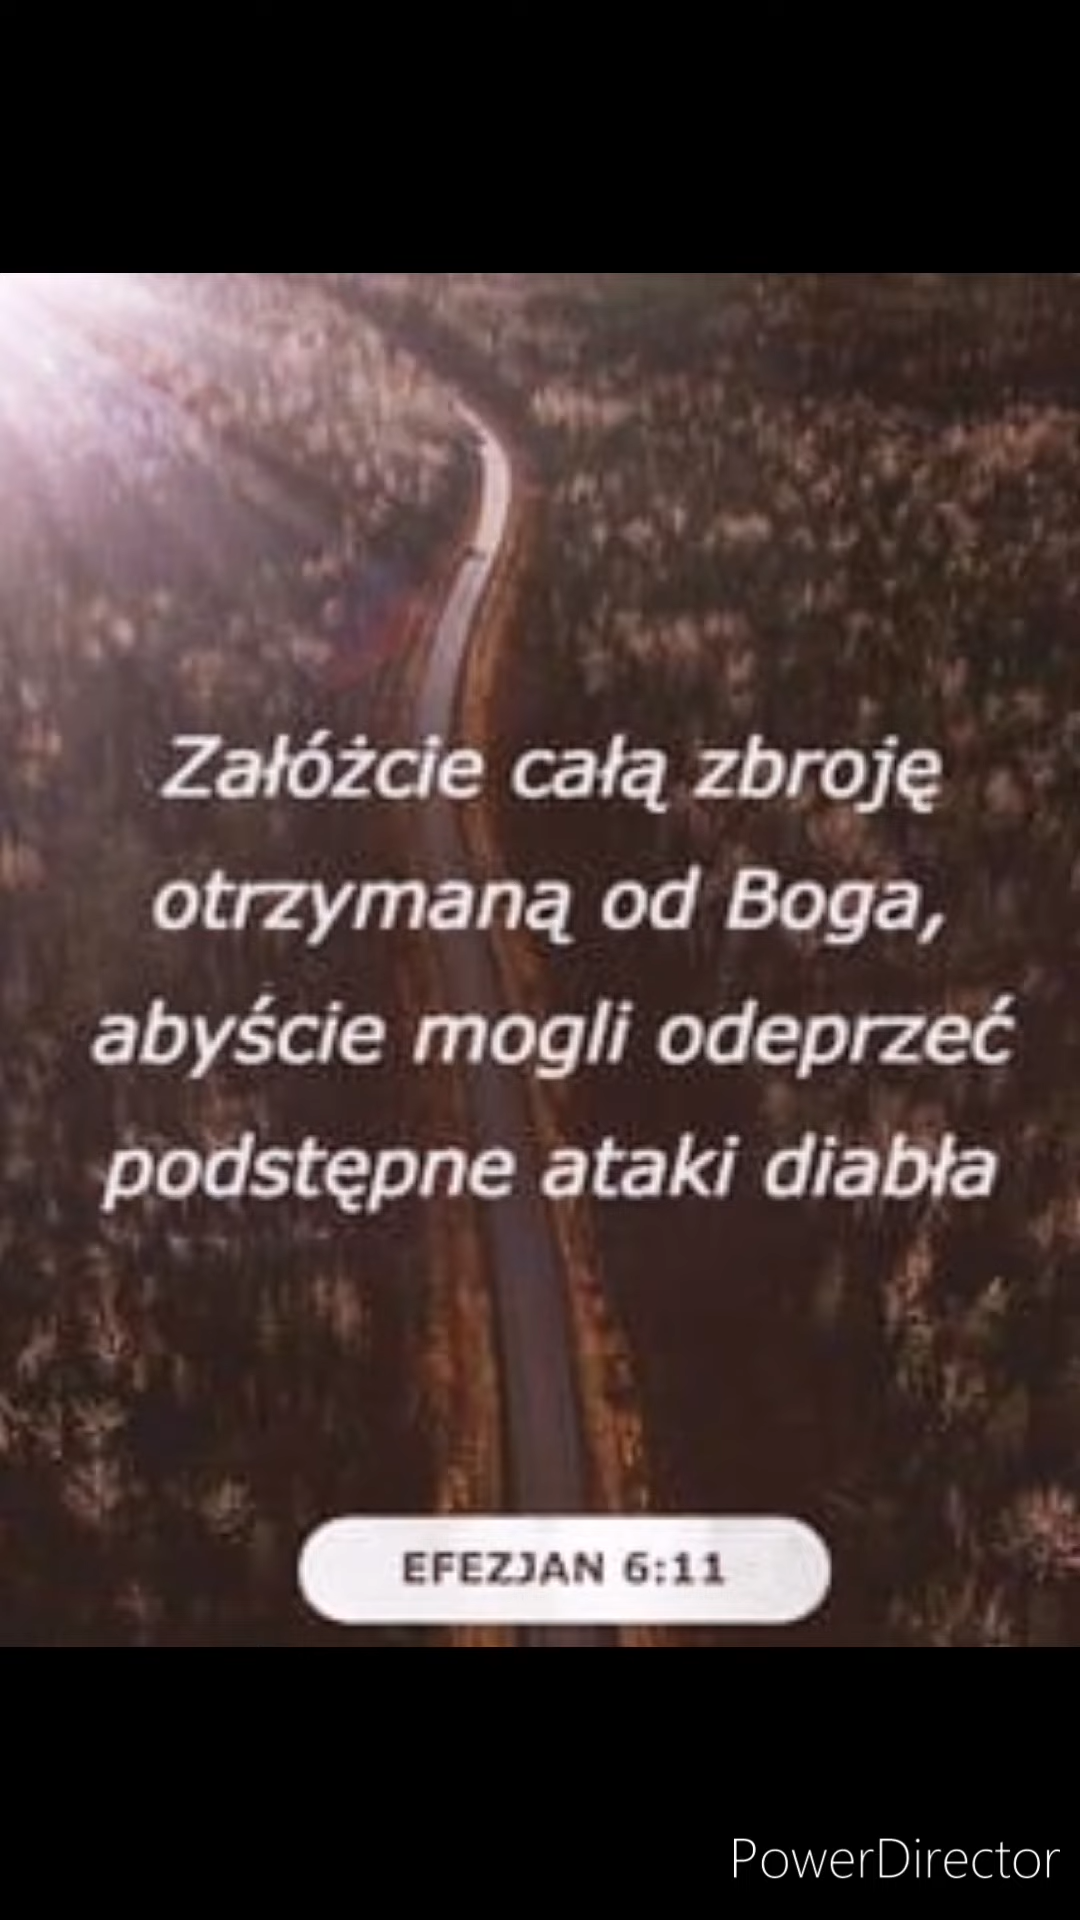 Załóżcie całą zbroję
otrzymaną od Boga,
abyście mogli odeprzeć
podstępne ataki diabła
EFEZJAN 6:11
PowerDirector